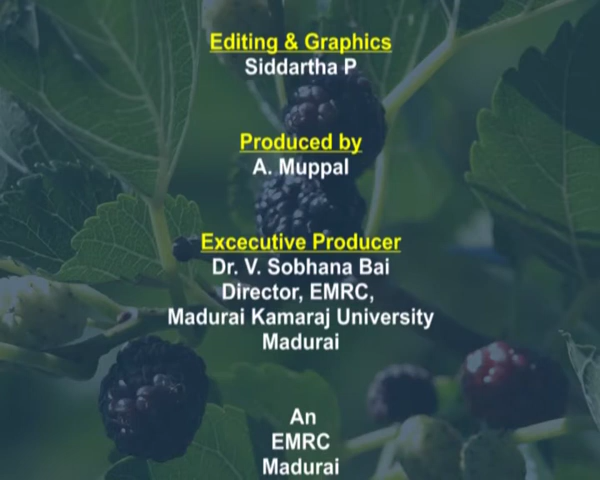 Editing & Graphics
Siddartha P
Produced by
A. Muppal
Excecutive Producer
Dr. V. Sobhana Bai
Director, EMRC,
Madurai Kamaraj University
Madurai
An
EMRC
Madurai